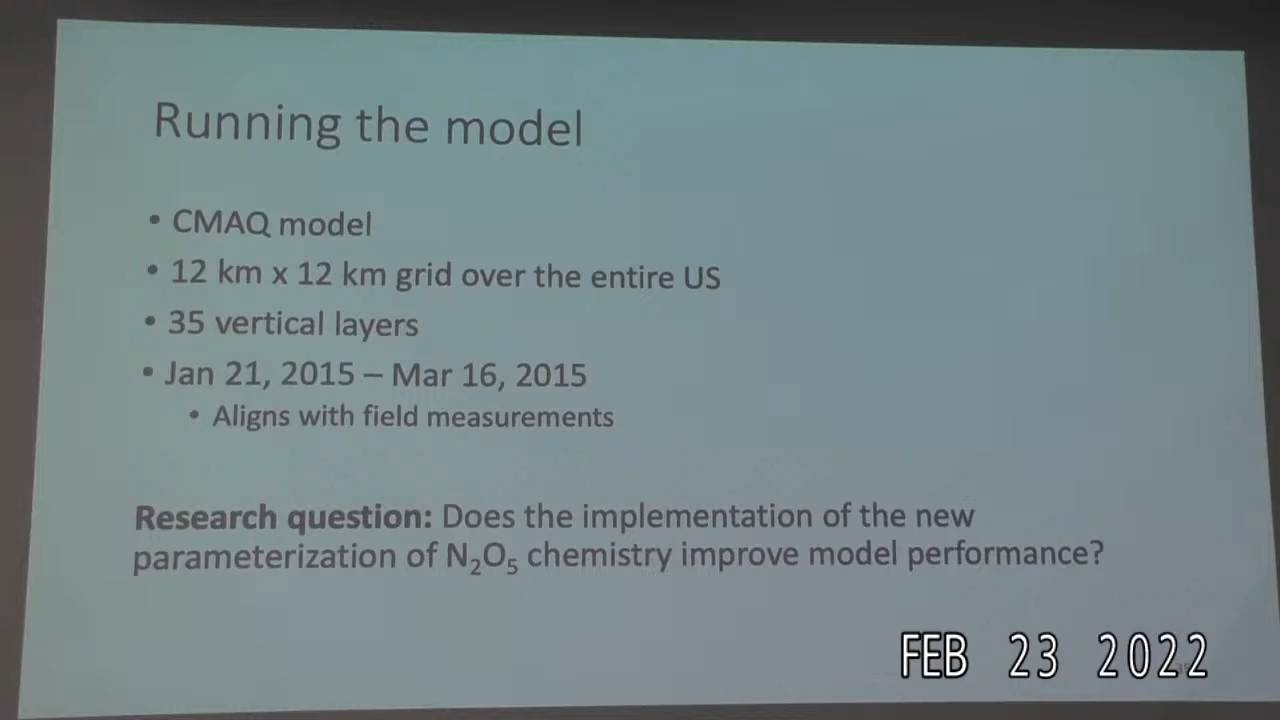 Running the model
• CMAQ model
• 12 km x 12 km grid over the entire US
• 35 vertical layers
• Jan 21, 2015 – Mar 16, 2015
• Aligns with field measurements
Research question: Does the implementation of the new
parameterization of N₂O₅ chemistry improve model performance?
FEB 23 2022